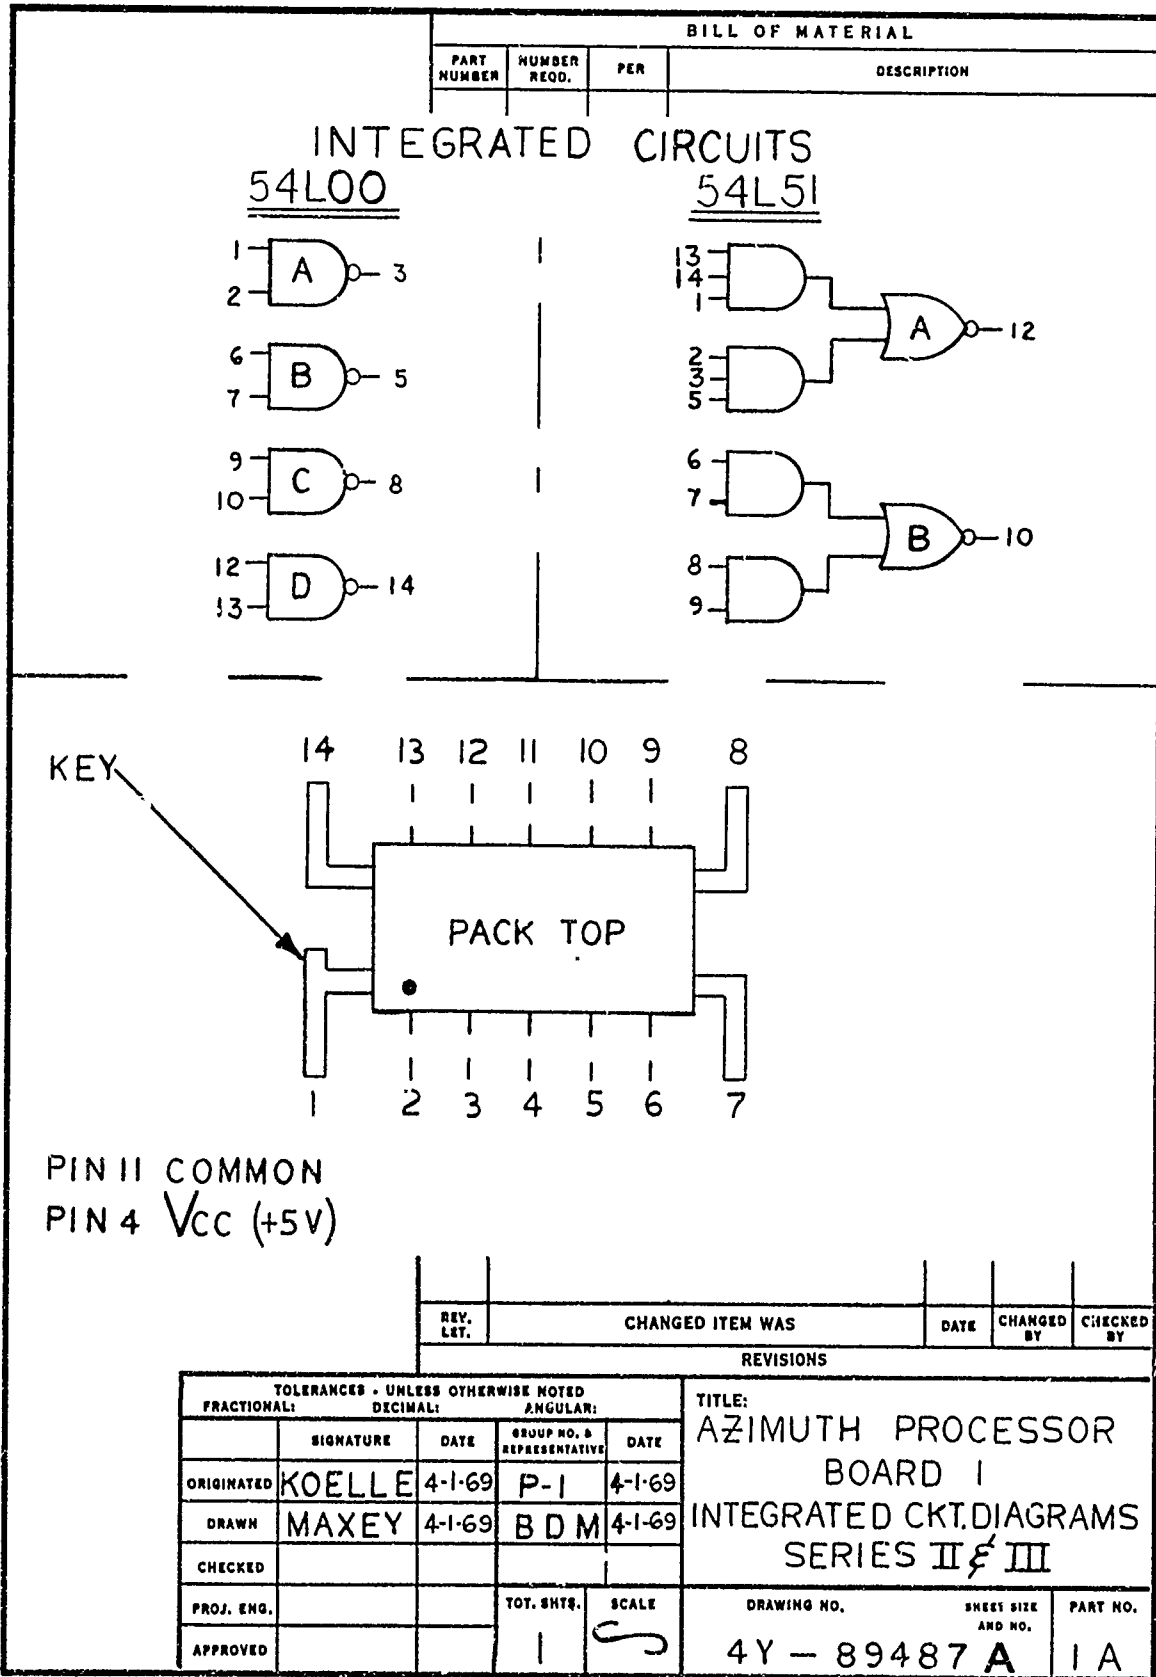 BILL OF MATERIAL
PART NUMBER NUMBER REQD. PER DESCRIPTION
INTEGRATED CIRCUITS
54L00 54L51
1 A 3
2
6 B 5
7
9 C 8
10
12 D 14
13
13
14
1 A 12
2
3
5
6
7 B 10
8
9
KEY
14 13 12 11 10 9 8
PACK TOP
1 2 3 4 5 6 7
PIN 11 COMMON
PIN 4 VCC (+5V)
REV. LET. CHANGED ITEM WAS DATE CHANGED BY CHECKED BY
REVISIONS
TOLERANCES - UNLESS OTHERWISE NOTED
FRACTIONAL: DECIMAL: ANGULAR:
SIGNATURE DATE GROUP NO. & REPRESENTATIVE DATE
ORIGINATED KOELLE 4-1-69 P-1 4-1-69
DRAWN MAXEY 4-1-69 BDM 4-1-69
CHECKED
PROJ. ENG. TOT. SHTS. SCALE
APPROVED 1
TITLE:
AZIMUTH PROCESSOR
BOARD 1
INTEGRATED CKT. DIAGRAMS
SERIES II & III
DRAWING NO. SHEET SIZE AND NO. PART NO.
4Y - 89487 A 1A